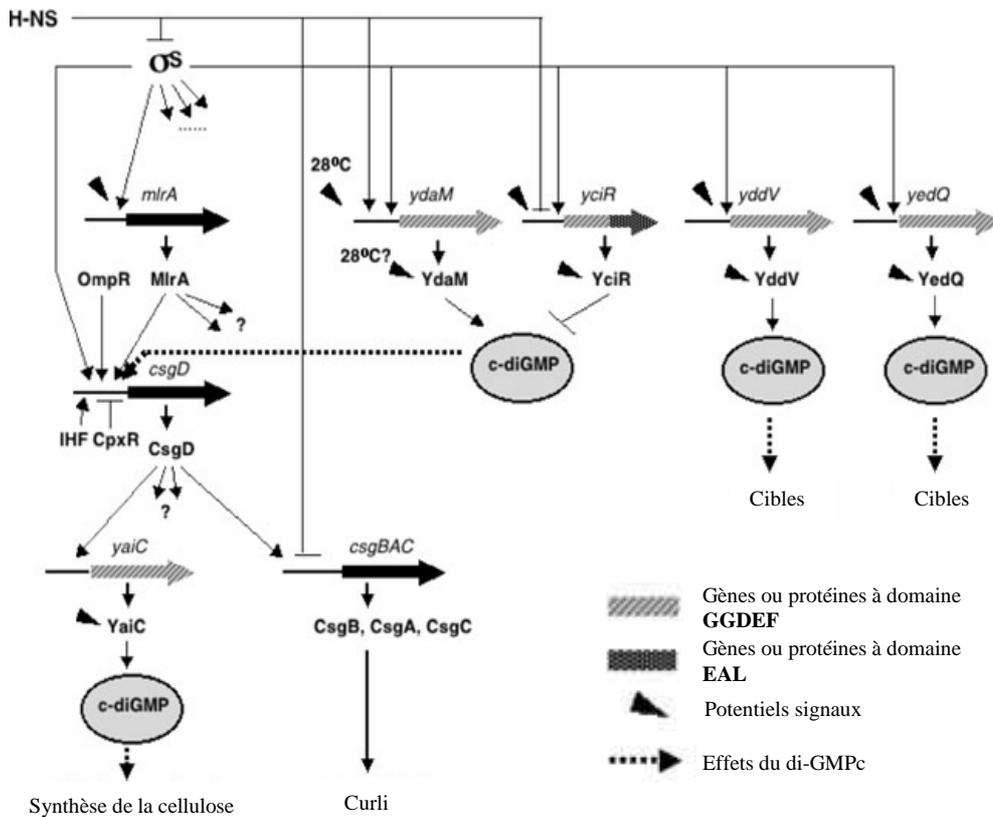 H-NS
σS
28ºC
mlrA
ydaM
yciR
yddV
yedQ
28ºC?
OmpR
MlrA
YdaM
YciR
YddV
YedQ
?
csgD
c-diGMP
c-diGMP
c-diGMP
IHF CpxR
CsgD
?
Cibles
Cibles
yaiC
csgBAC
YaiC
CsgB, CsgA, CsgC
c-diGMP
Gènes ou protéines à domaine
GGDEF
Gènes ou protéines à domaine
EAL
Potentiels signaux
Effets du di-GMPc
Synthèse de la cellulose
Curli